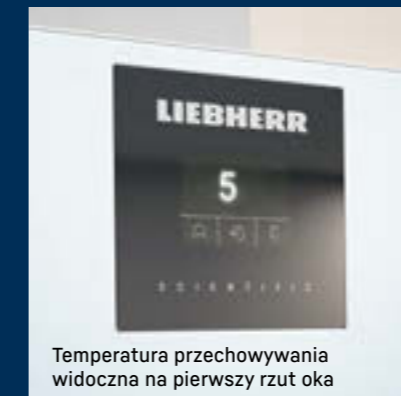 LIEBHERR
5
SCIENTIFIC
Temperatura przechowywania
widoczna na pierwszy rzut oka